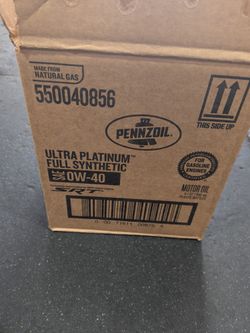 MADE FROM
NATURAL GAS
550040856
PENNZOIL
THIS SIDE UP
ULTRA PLATINUM™
FULL SYNTHETIC
SAE 0W-40
FOR GASOLINE
ENGINES
SRT
MOTOR OIL